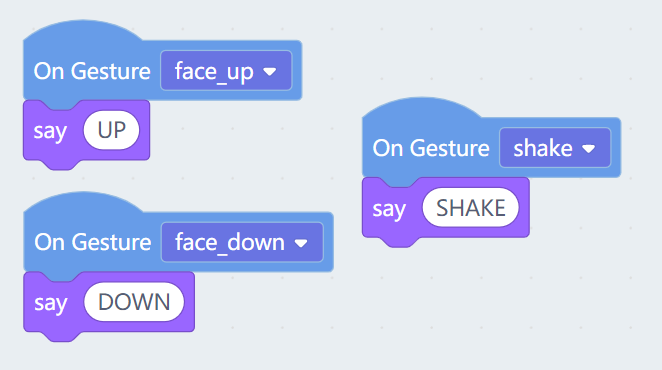 On Gesture face_up
say UP
On Gesture face_down
say DOWN
On Gesture shake
say SHAKE